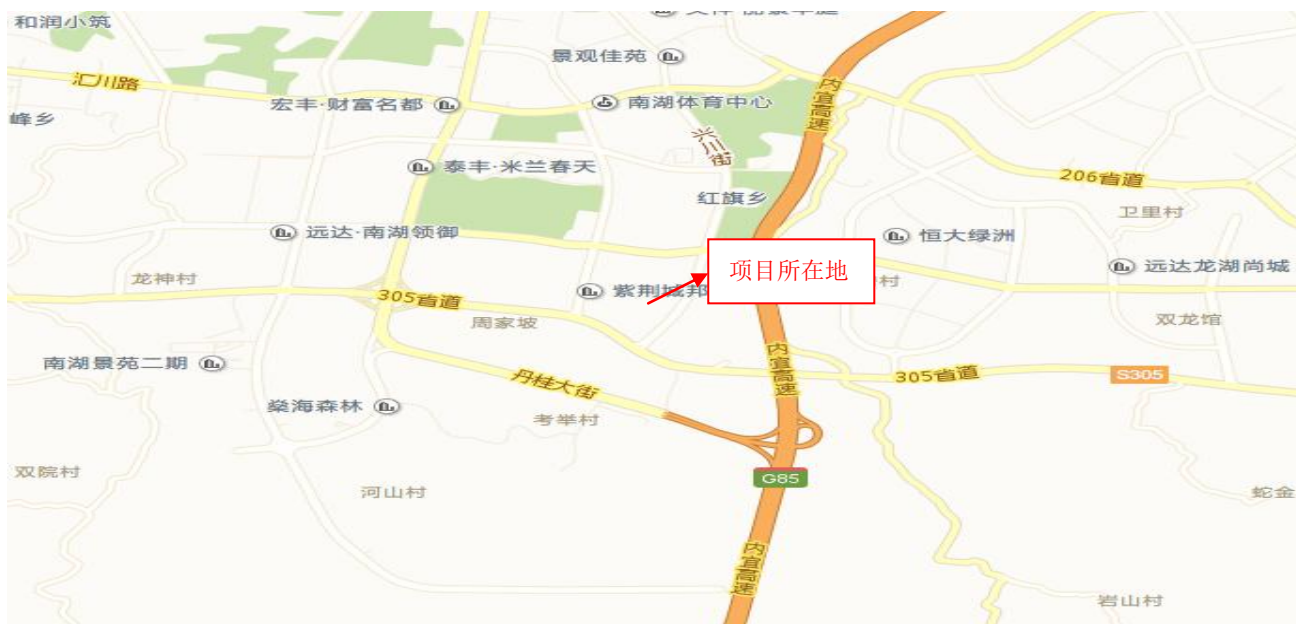 和润小筑
景观佳苑
汇川路
宏丰·财富名都
南湖体育中心
内宜高速
峰乡
兴川街
泰丰·米兰春天
206省道
红旗乡
卫里村
远达·南湖领御
恒大绿洲
项目所在地
远达龙湖尚城
龙神村
村
紫荆城邦
305省道
周家坡
双龙馆
南湖景苑二期
内宜高速
305省道
S305
丹桂大街
燊海森林
考举村
双院村
G85
河山村
蛇金
内宜高速
岩山村